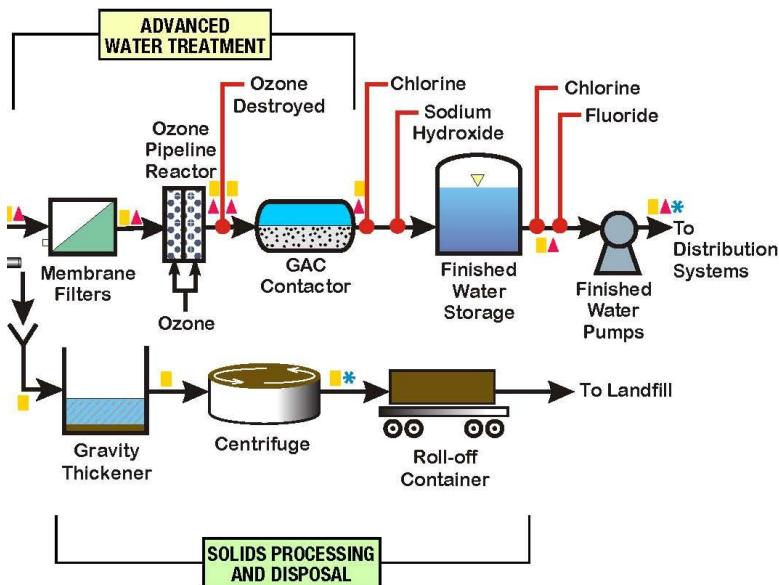 ADVANCED
WATER TREATMENT
Ozone
Destroyed
Chlorine
Sodium
Hydroxide
Chlorine
Fluoride
Ozone
Pipeline
Reactor
Membrane
Filters
Ozone
GAC
Contactor
Finished
Water
Storage
Finished
Water
Pumps
To
Distribution
Systems
Gravity
Thickener
Centrifuge
Roll-off
Container
To Landfill
SOLIDS PROCESSING
AND DISPOSAL